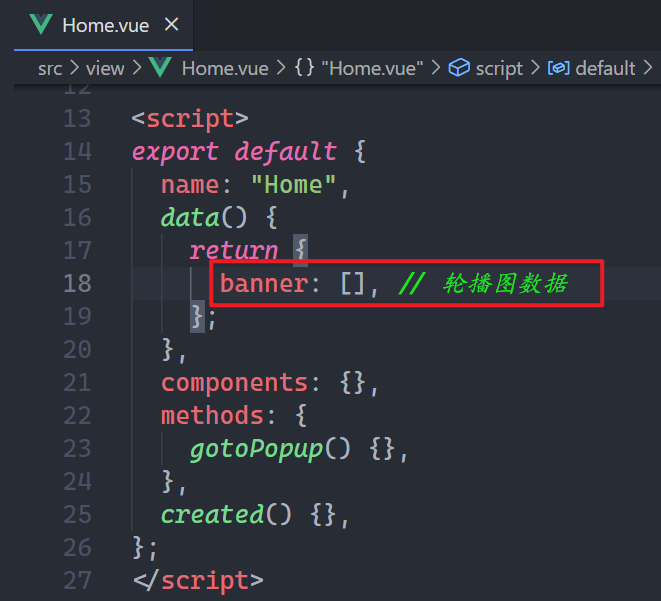 Home.vue ×
src > view > Home.vue > {} "Home.vue" > script > default >
12
13 <script>
14 export default {
15 name: "Home",
16 data() {
17 return {
18 banner: [], // 轮播图数据
19 };
20 },
21 components: {},
22 methods: {
23 gotoPopup() {},
24 },
25 created() {},
26 };
27 </script>